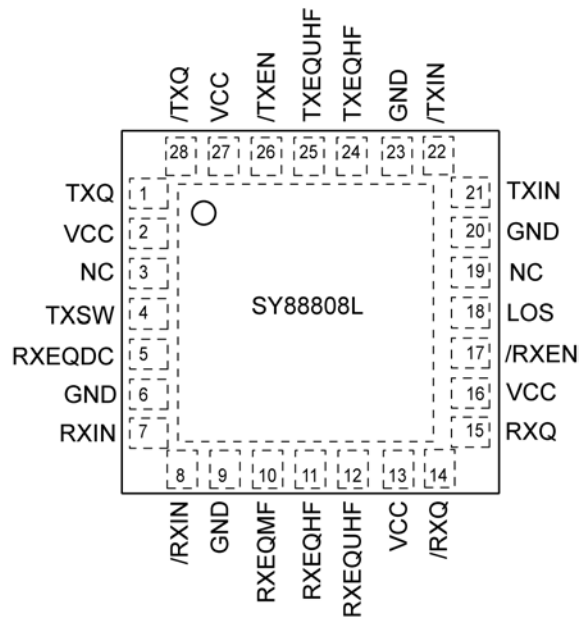 /TXQ
VCC
/TXEN
TXEQUHF
TXEQHF
GND
/TXIN
28
27
26
25
24
23
22
TXQ 1
VCC 2
NC 3
TXSW 4
RXEQDC 5
GND 6
RXIN 7
SY88808L
21 TXIN
20 GND
19 NC
18 LOS
17 /RXEN
16 VCC
15 RXQ
8
9
10
11
12
13
14
/RXIN
GND
RXEQMF
RXEQHF
RXEQUHF
VCC
/RXQ